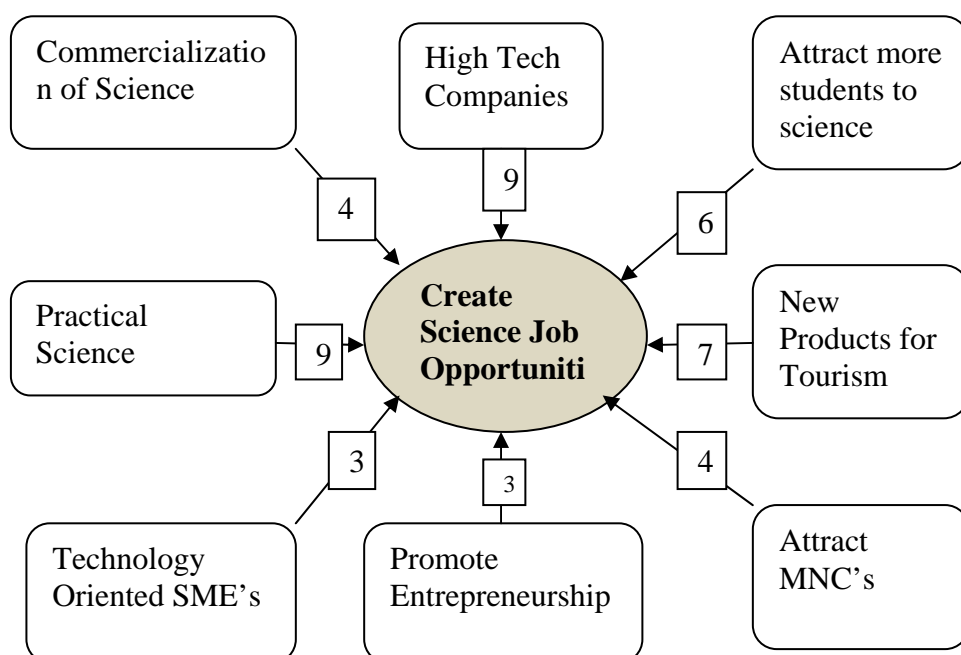 Commercializatio
n of Science
High Tech
Companies
Attract more
students to
science
4
9
6
Practical
Science
9
Create
Science Job
Opportuniti
7
New
Products for
Tourism
3
3
4
Technology
Oriented SME’s
Promote
Entrepreneurship
Attract
MNC’s